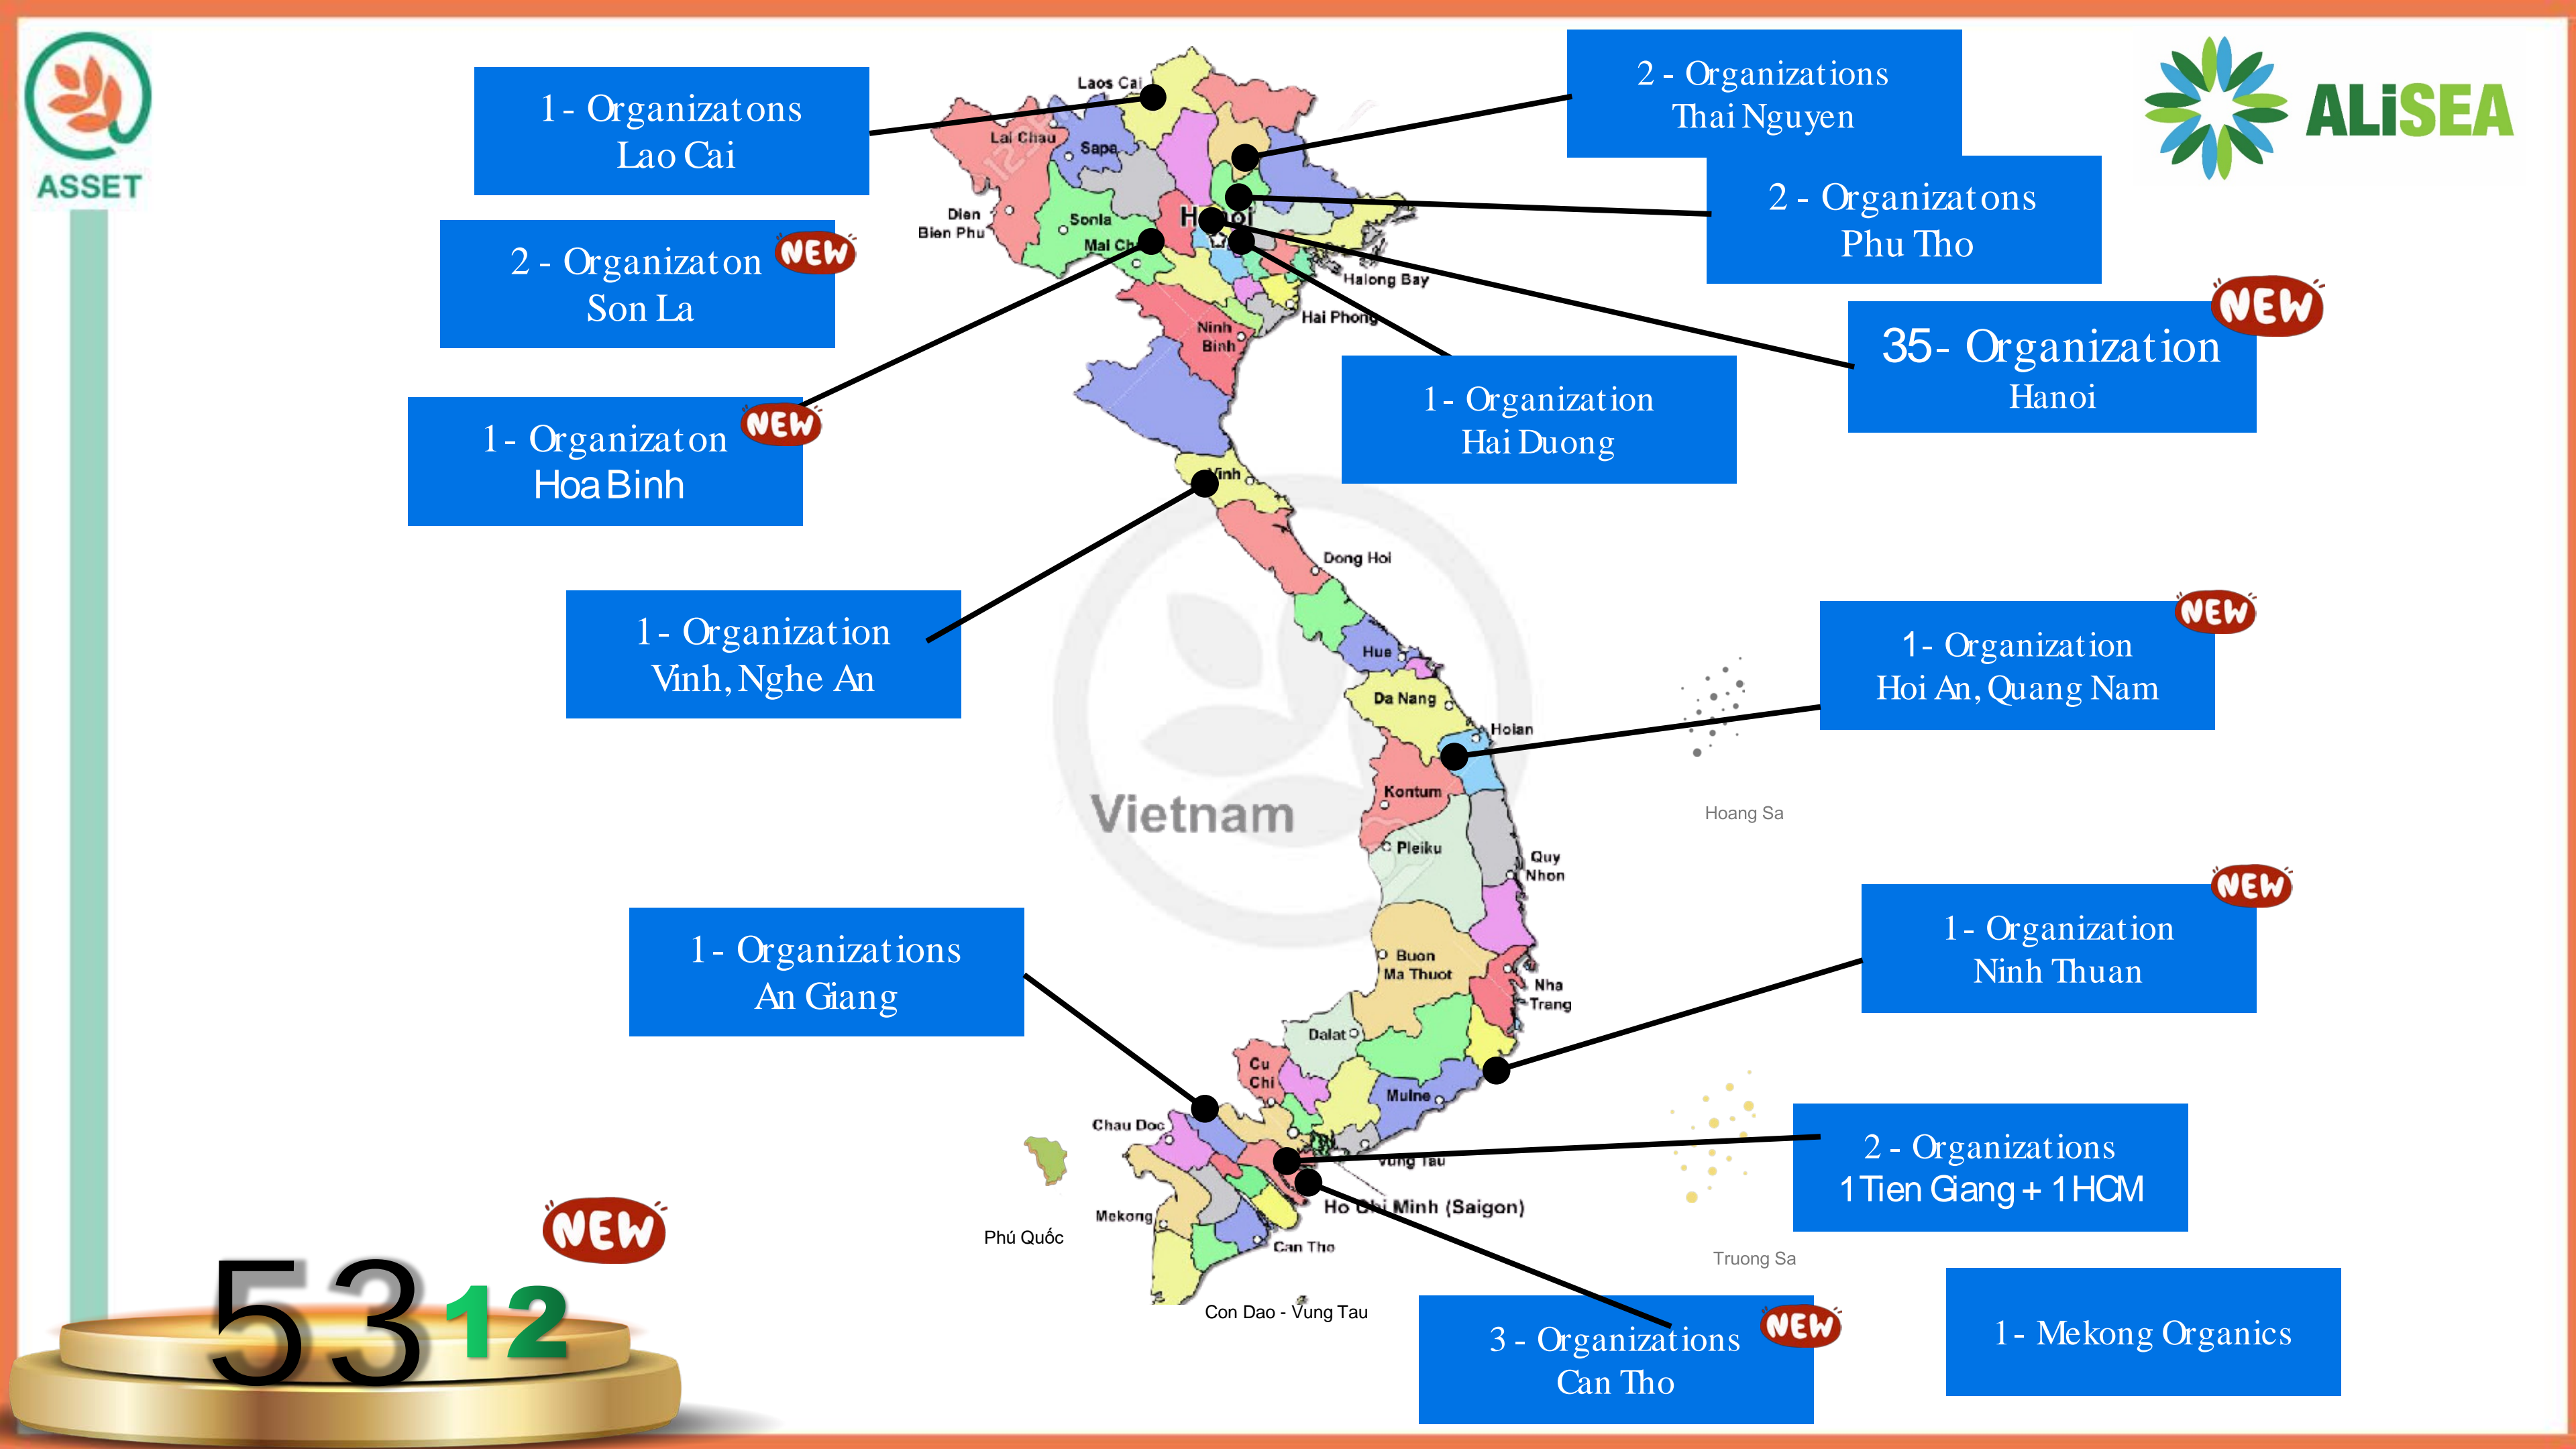 ASSET
ALiSEA
1- Organizatons
Lao Cai
2 - Organizations
Thai Nguyen
2 - Organizatons
Phu Tho
2 - Organizaton
Son La
NEW
35- Organization
Hanoi
NEW
1- Organization
Hai Duong
1- Organizaton
Hoa Binh
NEW
1- Organization
Vinh, Nghe An
1- Organization
Hoi An, Quang Nam
NEW
1- Organizations
An Giang
1- Organization
Ninh Thuan
NEW
2 - Organizations
1 Tien Giang + 1 HCM
3 - Organizations
Can Tho
NEW
1- Mekong Organics
NEW
53 12
Laos Cai
Lai Chau
Sapa
Dien
Bien Phu
Sonla
Hanoi
Halong Bay
Hai Phong
Ninh
Binh
Vinh
Dong Hoi
Hue
Da Nang
Hoian
Kontum
Vietnam
Hoang Sa
Pleiku
Quy
Nhon
Buon
Ma Thuot
Nha
Trang
Dalat
Cu
Chi
Muine
Chau Doc
Vung Tau
Ho Chi Minh (Saigon)
Mekong
Can Tho
Phú Quốc
Truong Sa
Con Dao - Vung Tau